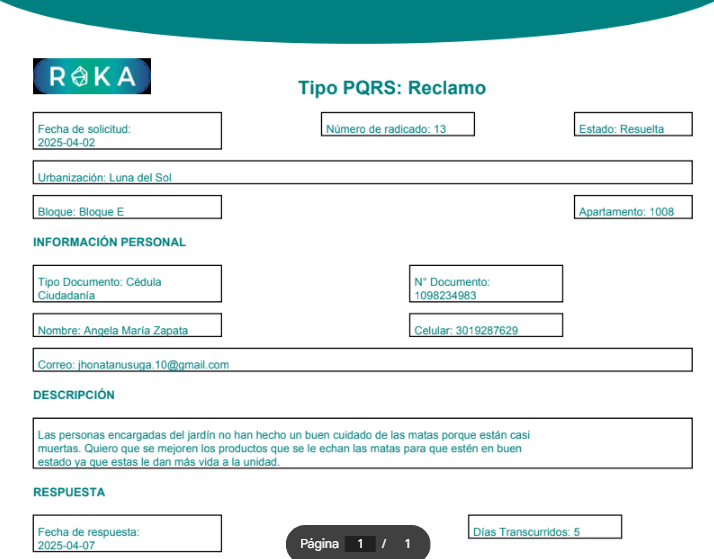 ROKA
Tipo PQRS: Reclamo
Fecha de solicitud:
2025-04-02
Número de radicado: 13
Estado: Resuelta
Urbanización: Luna del Sol
Bloque: Bloque E
Apartamento: 1008
INFORMACIÓN PERSONAL
Tipo Documento: Cédula
Ciudadanía
N° Documento:
1098234983
Nombre: Angela María Zapata
Celular: 3019287629
Correo: jhonatanusuga.10@gmail.com
DESCRIPCIÓN
Las personas encargadas del jardín no han hecho un buen cuidado de las matas porque están casi
muertas. Quiero que se mejoren los productos que se le echan las matas para que estén en buen
estado ya que estas le dan más vida a la unidad.
RESPUESTA
Fecha de respuesta:
2025-04-07
Días Transcurridos: 5
Página 1 / 1